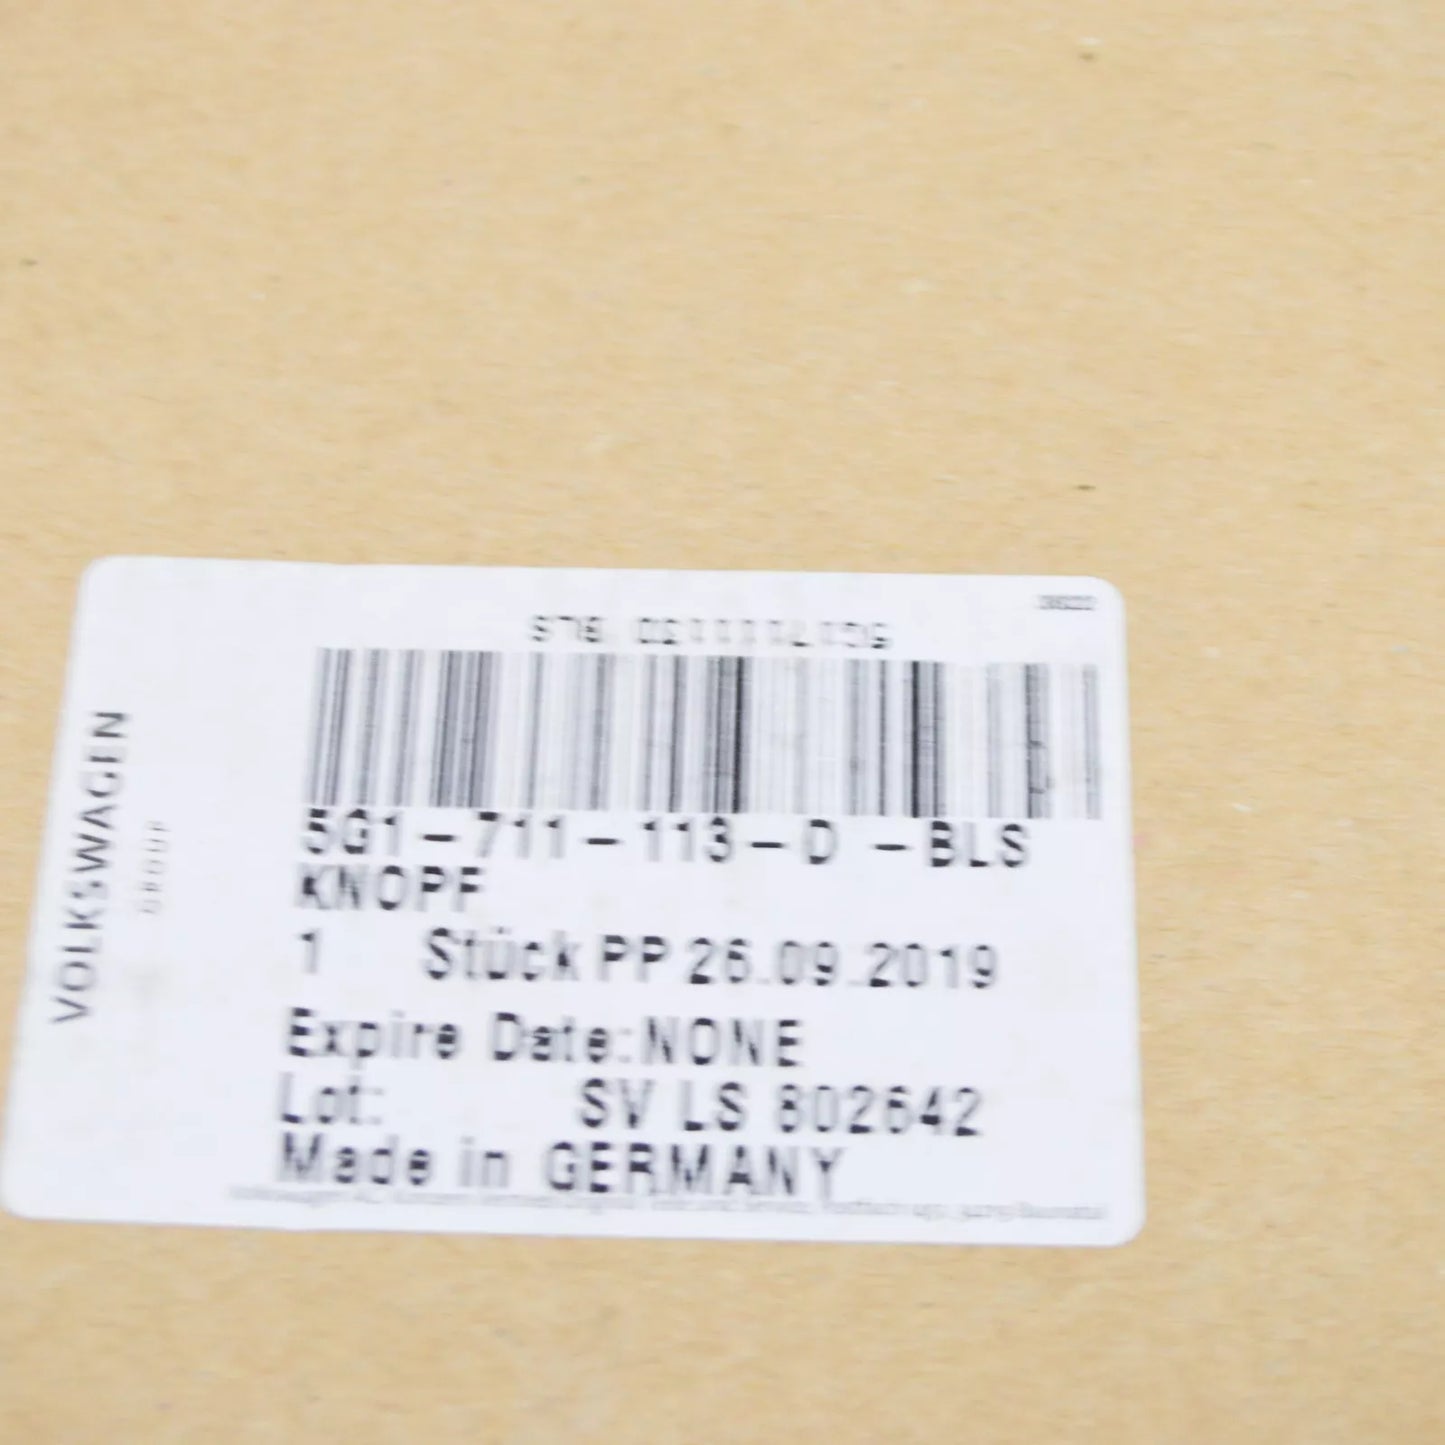 5G1-711-113-D -BLS
KNOPF
1 Stück PP 26.09.2019
Expire Date: NONE
Lot: SV LS 802642
Made in GERMANY
VOLKSWAGEN
GROUP